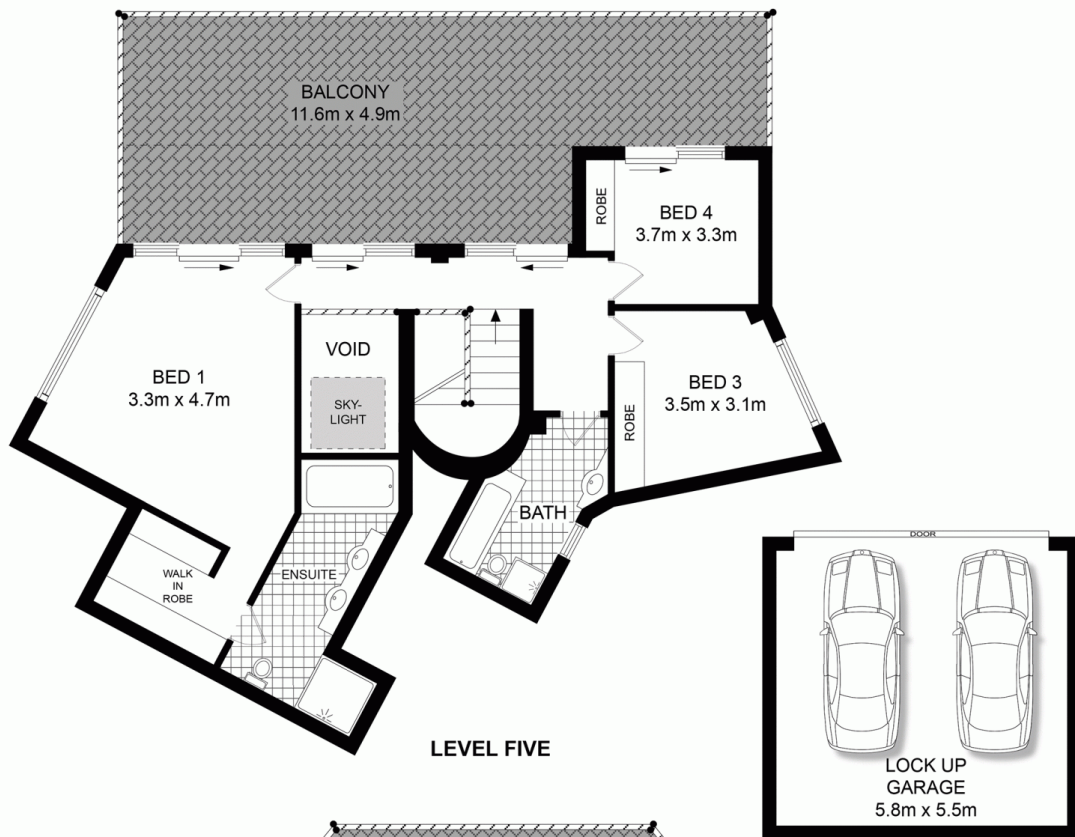 BALCONY
11.6m x 4.9m
ROBE
BED 4
3.7m x 3.3m
VOID
SKY-
LIGHT
BED 1
3.3m x 4.7m
BED 3
3.5m x 3.1m
ROBE
BATH
ENSUITE
WALK
IN
ROBE
DOOR
LEVEL FIVE
LOCK UP
GARAGE
5.8m x 5.5m